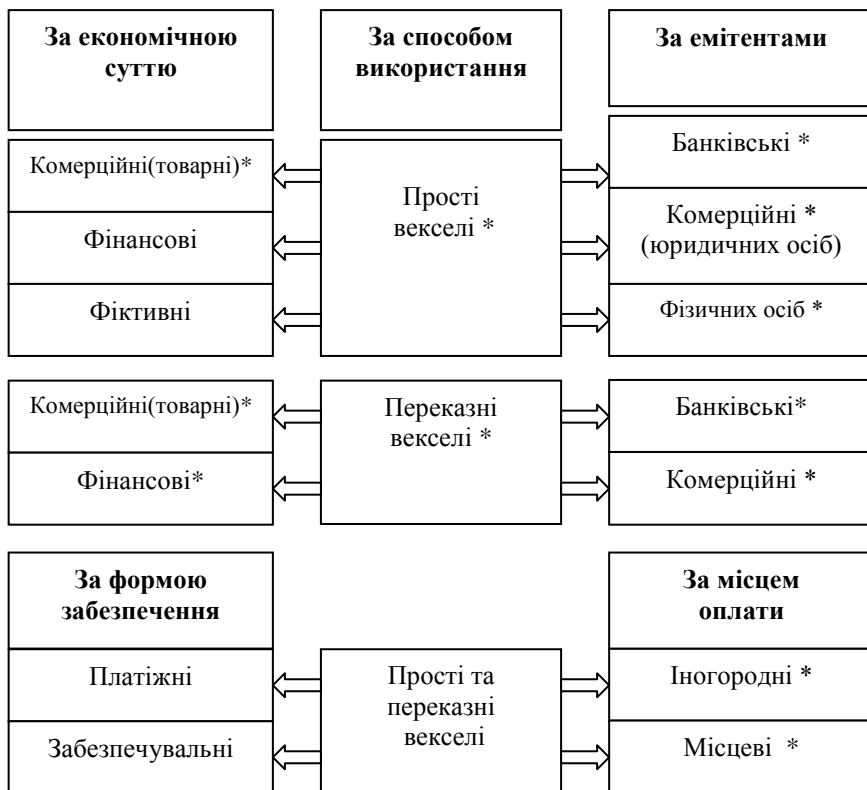 За економічною
суттю
За способом
використання
За емітентами
Комерційні(товарні)*
Фінансові
Фіктивні
Прості
векселі *
Банківські *
Комерційні *
(юридичних осіб)
Фізичних осіб *
Комерційні(товарні)*
Фінансові*
Переказні
векселі *
Банківські*
Комерційні *
За формою
забезпечення
За місцем
оплати
Платіжні
Забезпечувальні
Прості та
переказні
векселі
Іногородні *
Місцеві *